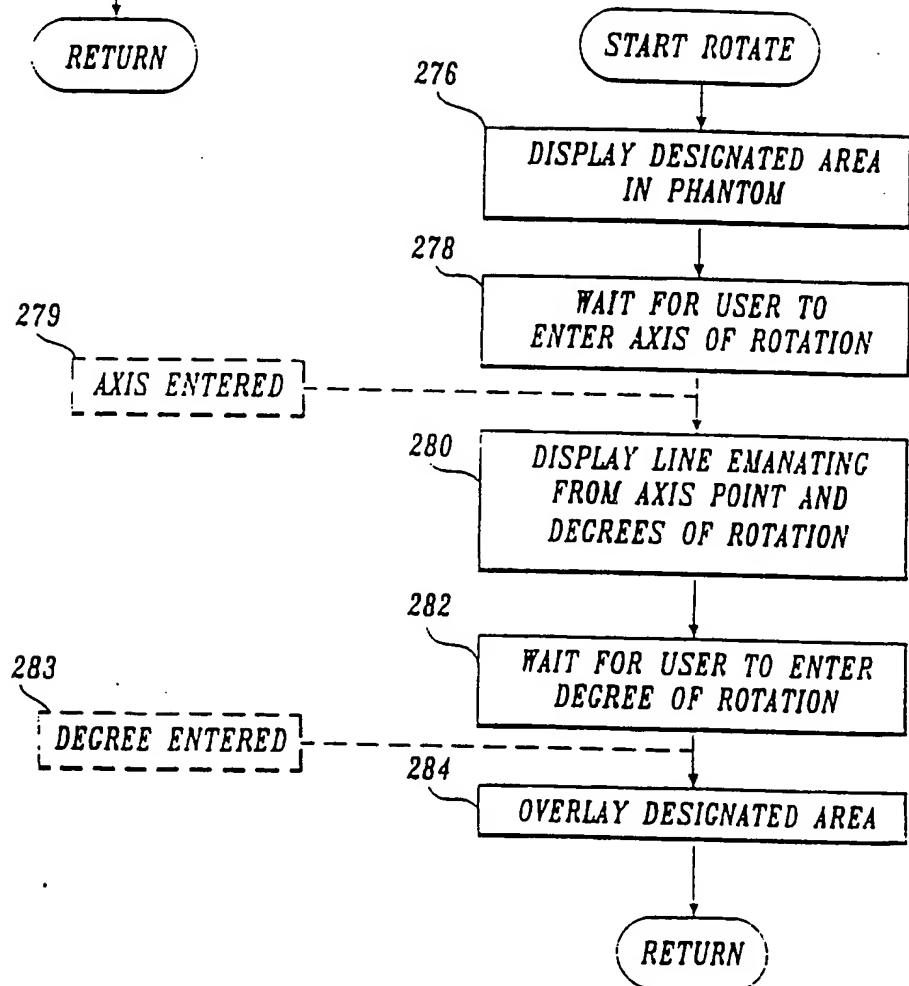 RETURN
START ROTATE
276
DISPLAY DESIGNATED AREA
IN PHANTOM
278
WAIT FOR USER TO
ENTER AXIS OF ROTATION
279
AXIS ENTERED
280
DISPLAY LINE EMANATING
FROM AXIS POINT AND
DEGREES OF ROTATION
282
WAIT FOR USER TO ENTER
DEGREE OF ROTATION
283
DEGREE ENTERED
284
OVERLAY DESIGNATED AREA
RETURN